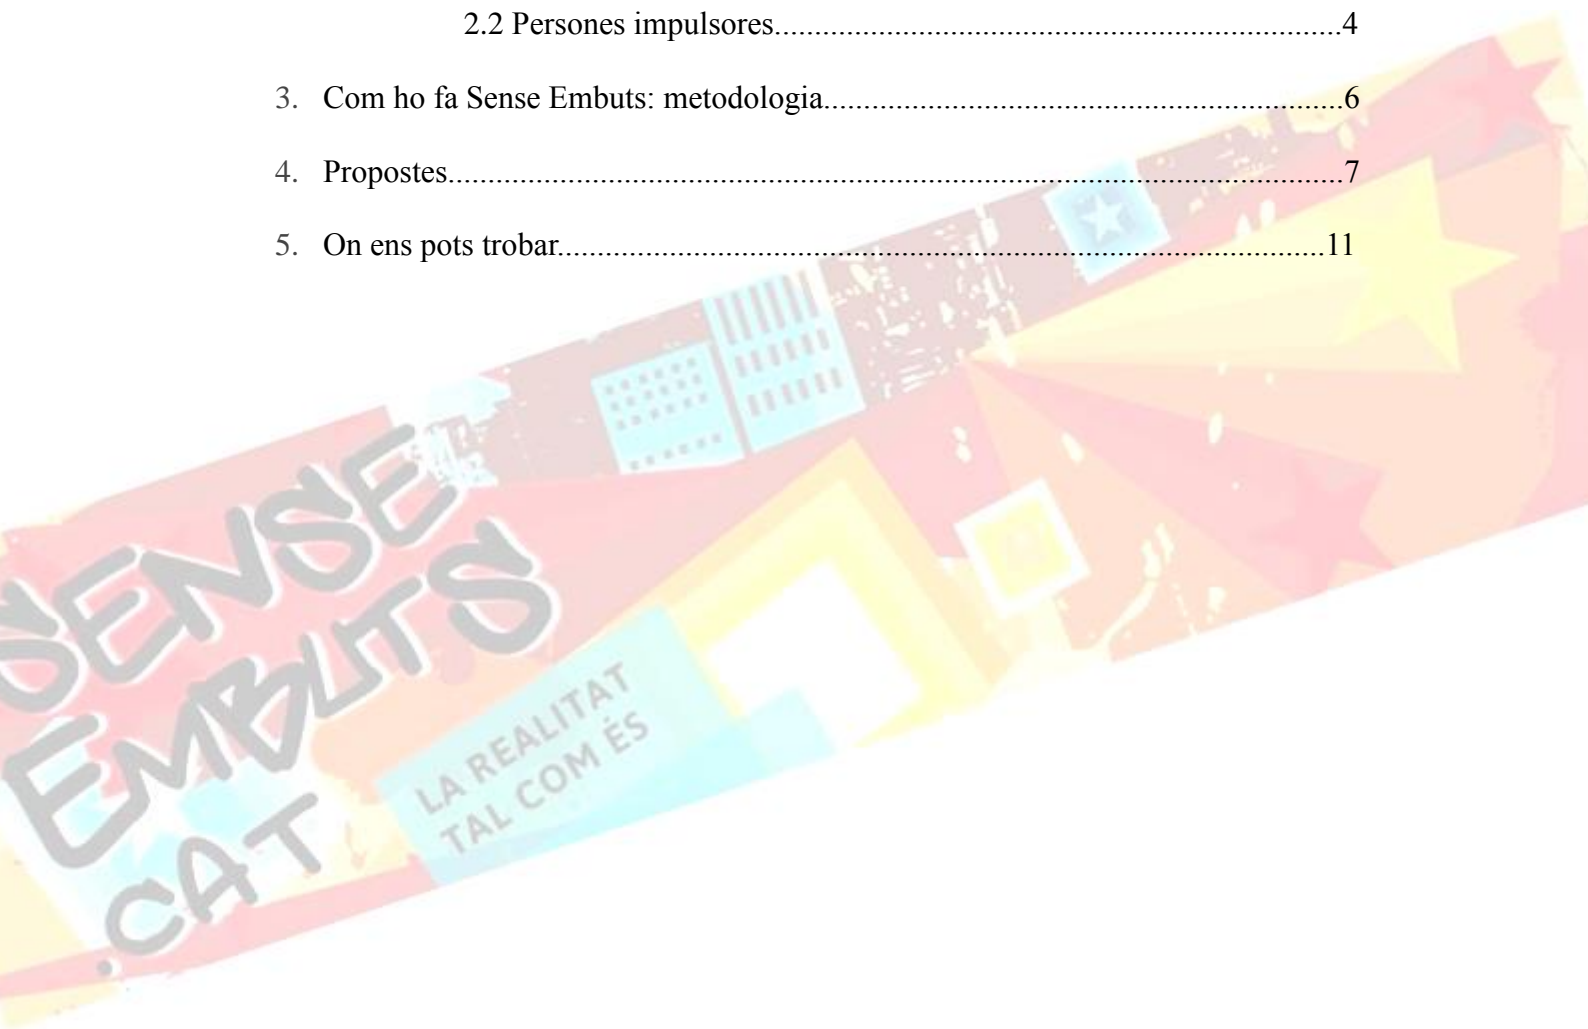 2.2 Persones impulsores.......................................................................4
3. Com ho fa Sense Embuts: metodologia.................................................................6
4. Propostes................................................................................................................7
5. On ens pots trobar................................................................................................11
SENSE
EMBUTS
.CAT
LA REALITAT
TAL COM ÉS